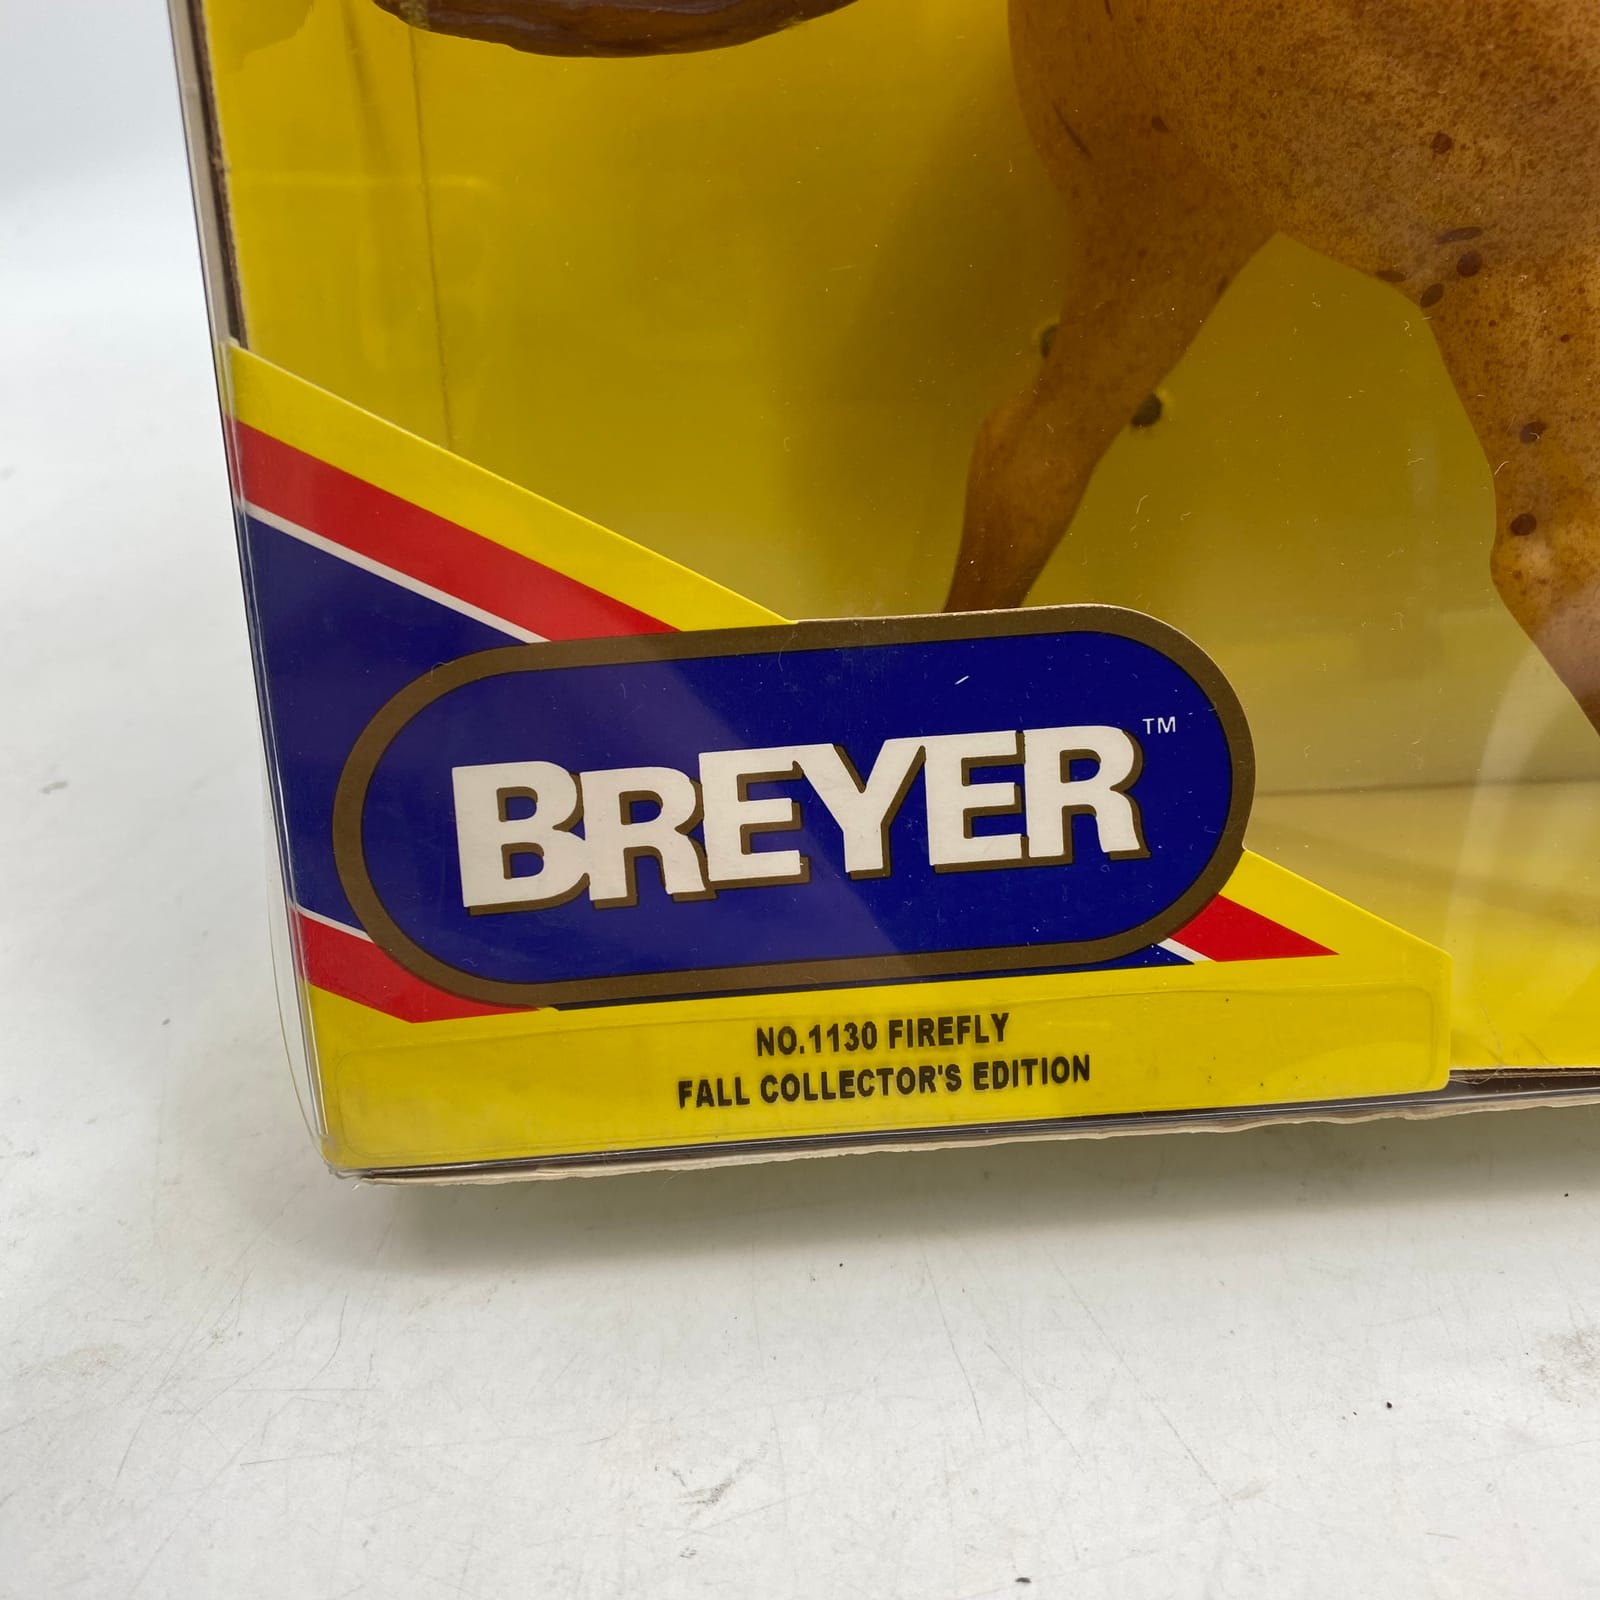 BREYER™
NO.1130 FIREFLY
FALL COLLECTOR'S EDITION